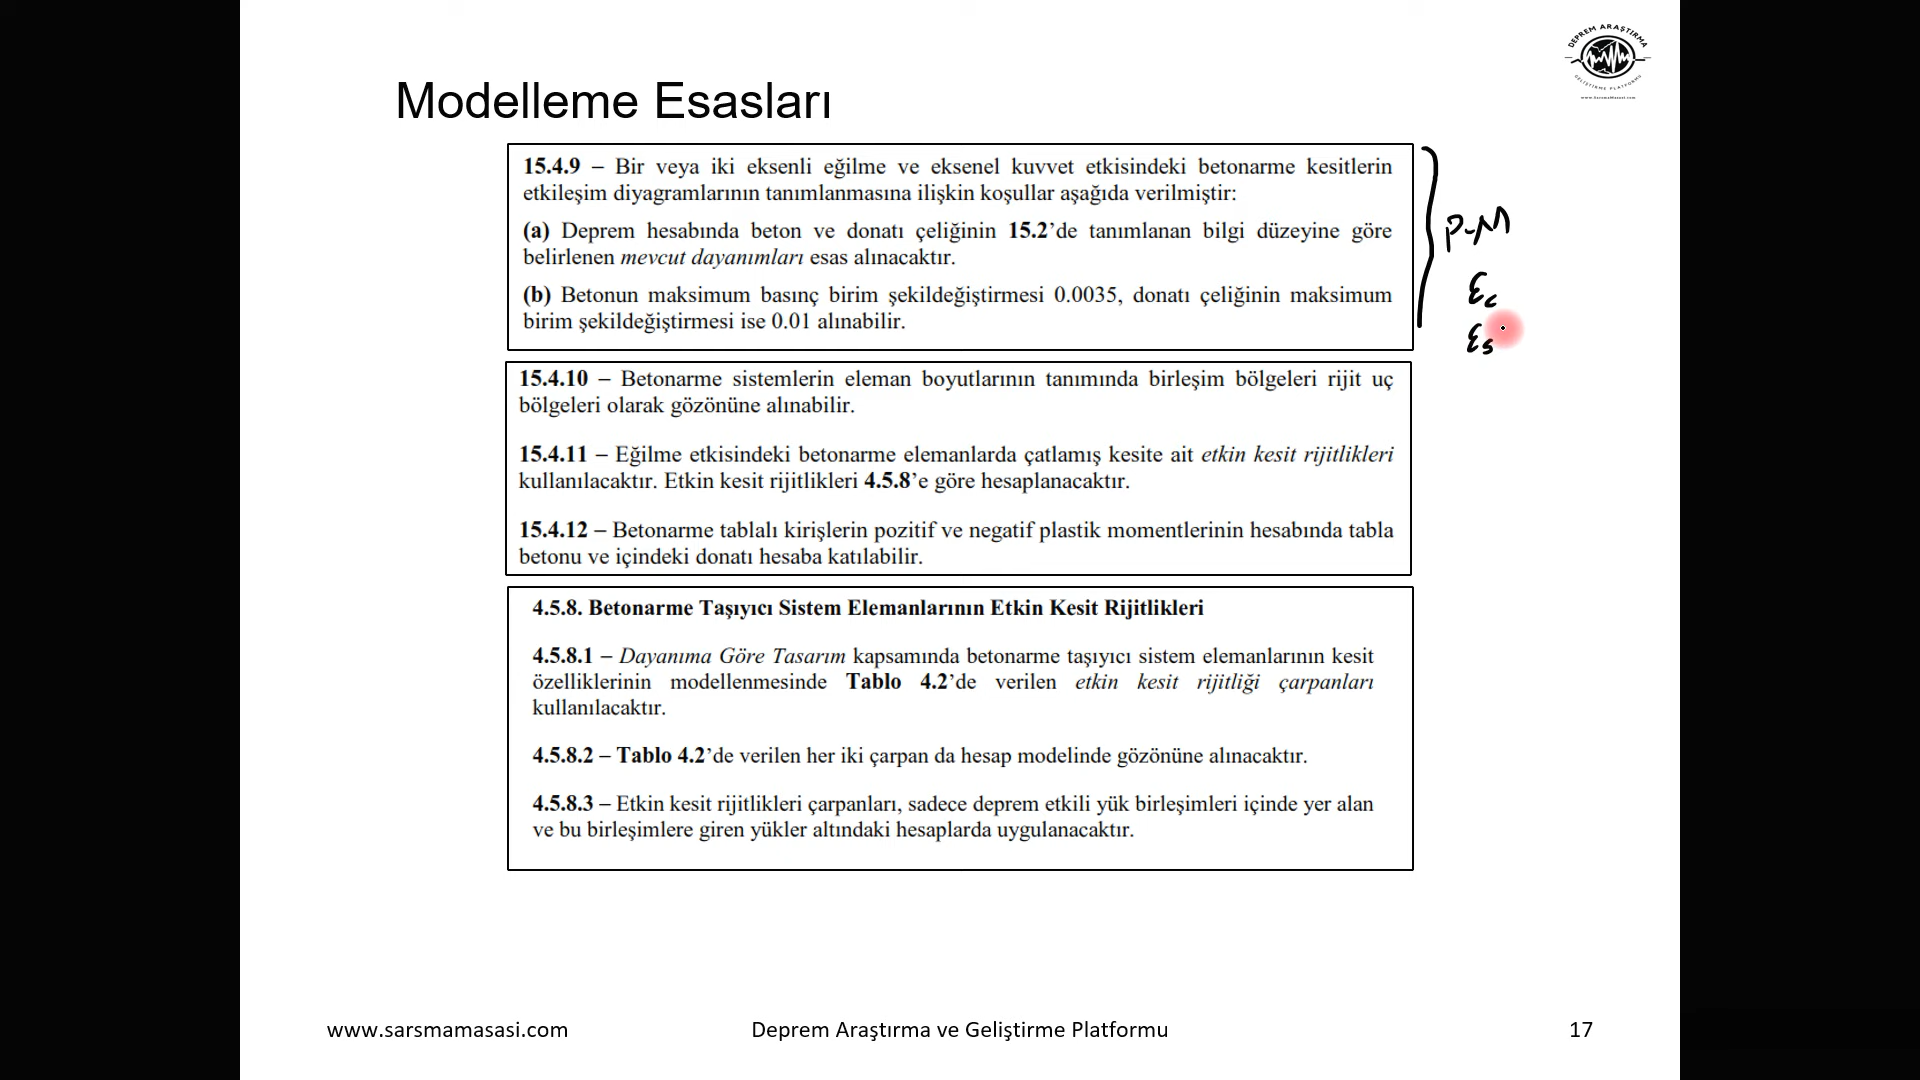 DEPREM ARAŞTIRMA
GELİŞTİRME PLATFORMU
www.SarsmaMasasi.com
Modelleme Esasları
15.4.9 – Bir veya iki eksenli eğilme ve eksenel kuvvet etkisindeki betonarme kesitlerin
etkileşim diyagramlarının tanımlanmasına ilişkin koşullar aşağıda verilmiştir:
(a) Deprem hesabında beton ve donatı çeliğinin 15.2’de tanımlanan bilgi düzeyine göre
belirlenen mevcut dayanımları esas alınacaktır.
(b) Betonun maksimum basınç birim şekildeğiştirmesi 0.0035, donatı çeliğinin maksimum
birim şekildeğiştirmesi ise 0.01 alınabilir.
P-M
εc
εs
15.4.10 – Betonarme sistemlerin eleman boyutlarının tanımında birleşim bölgeleri rijit uç
bölgeleri olarak gözönüne alınabilir.
15.4.11 – Eğilme etkisindeki betonarme elemanlarda çatlamış kesite ait etkin kesit rijitlikleri
kullanılacaktır. Etkin kesit rijitlikleri 4.5.8’e göre hesaplanacaktır.
15.4.12 – Betonarme tablalı kirişlerin pozitif ve negatif plastik momentlerinin hesabında tabla
betonu ve içindeki donatı hesaba katılabilir.
4.5.8. Betonarme Taşıyıcı Sistem Elemanlarının Etkin Kesit Rijitlikleri
4.5.8.1 – Dayanıma Göre Tasarım kapsamında betonarme taşıyıcı sistem elemanlarının kesit
özelliklerinin modellenmesinde Tablo 4.2’de verilen etkin kesit rijitliği çarpanları
kullanılacaktır.
4.5.8.2 – Tablo 4.2’de verilen her iki çarpan da hesap modelinde gözönüne alınacaktır.
4.5.8.3 – Etkin kesit rijitlikleri çarpanları, sadece deprem etkili yük birleşimleri içinde yer alan
ve bu birleşimlere giren yükler altındaki hesaplarda uygulanacaktır.
www.sarsmamasasi.com
Deprem Araştırma ve Geliştirme Platformu
17